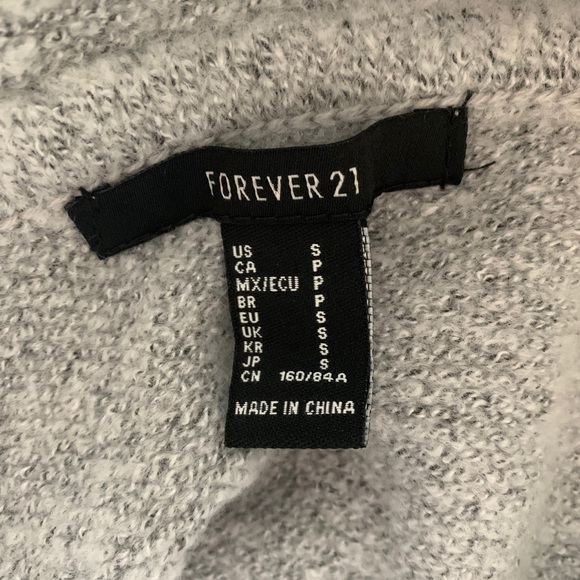 FOREVER 21
US S
CA P
MX/ECU P
BR P
EU S
UK S
KR S
JP S
CN 160/84A
MADE IN CHINA